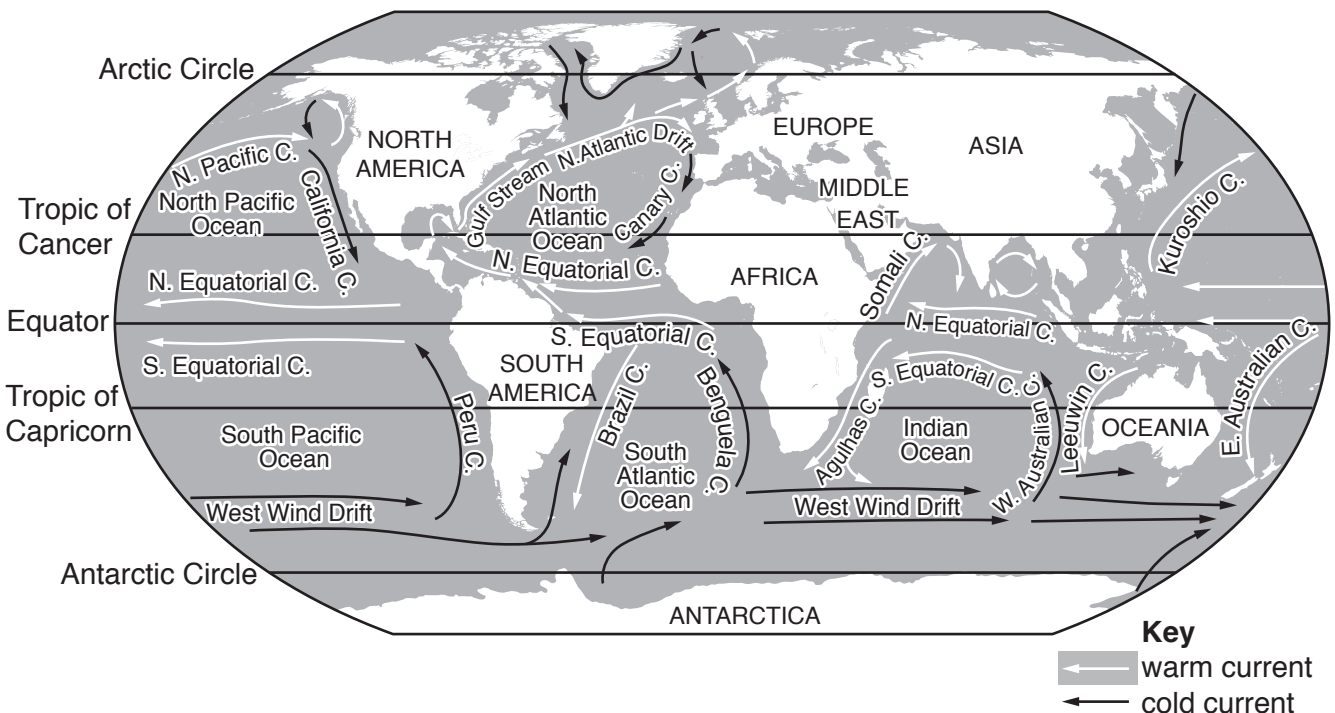 Arctic Circle
NORTH
AMERICA
EUROPE
ASIA
N. Pacific C.
North Pacific
Ocean
California C.
Gulf Stream
N.Atlantic Drift
North
Atlantic
Ocean
Canary C.
MIDDLE
EAST
Kuroshio C.
Tropic of
Cancer
N. Equatorial C.
N. Equatorial C.
AFRICA
Somali C.
Equator
N. Equatorial C.
S. Equatorial C.
S. Equatorial C.
SOUTH
AMERICA
S. Equatorial C.
E. Australian C.
Tropic of
Capricorn
Peru C.
Brazil C.
Benguela C.
Agulhas C.
Indian
Ocean
W. Australian C.
Leeuwin C.
OCEANIA
South Pacific
Ocean
South
Atlantic
Ocean
West Wind Drift
West Wind Drift
Antarctic Circle
ANTARCTICA
Key
warm current
cold current